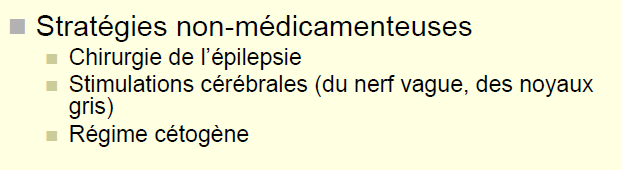 Stratégies non-médicamenteuses
Chirurgie de l'épilepsie
Stimulations cérébrales (du nerf vague, des noyaux
gris)
Régime cétogène